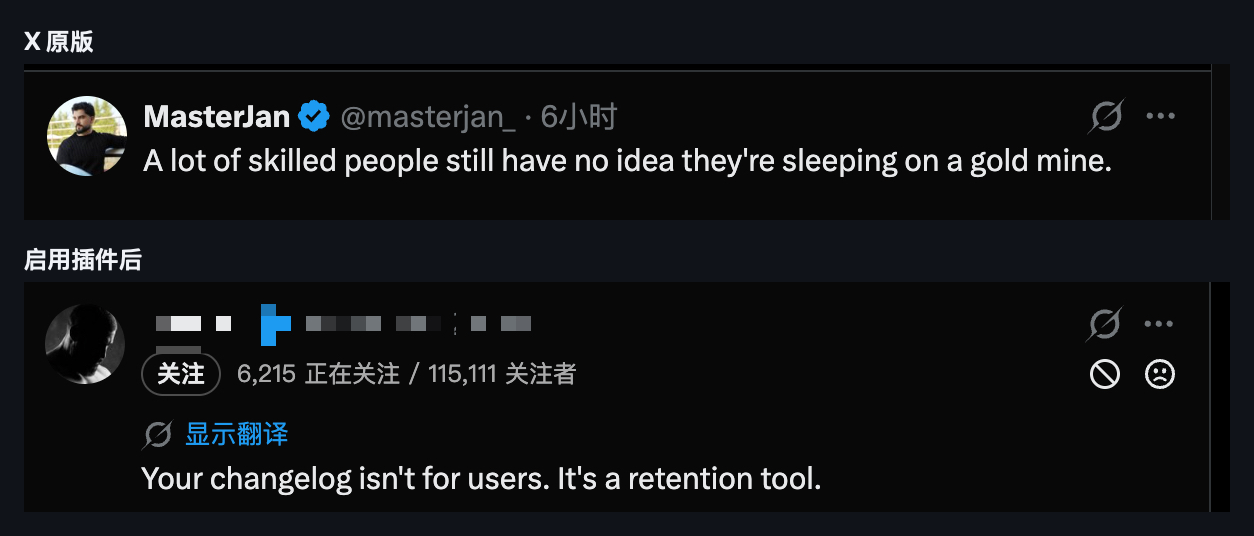 X 原版
MasterJan @masterjan_ · 6小时
A lot of skilled people still have no idea they're sleeping on a gold mine.
启用插件后
关注 6,215 正在关注 / 115,111 关注者
显示翻译
Your changelog isn't for users. It's a retention tool.